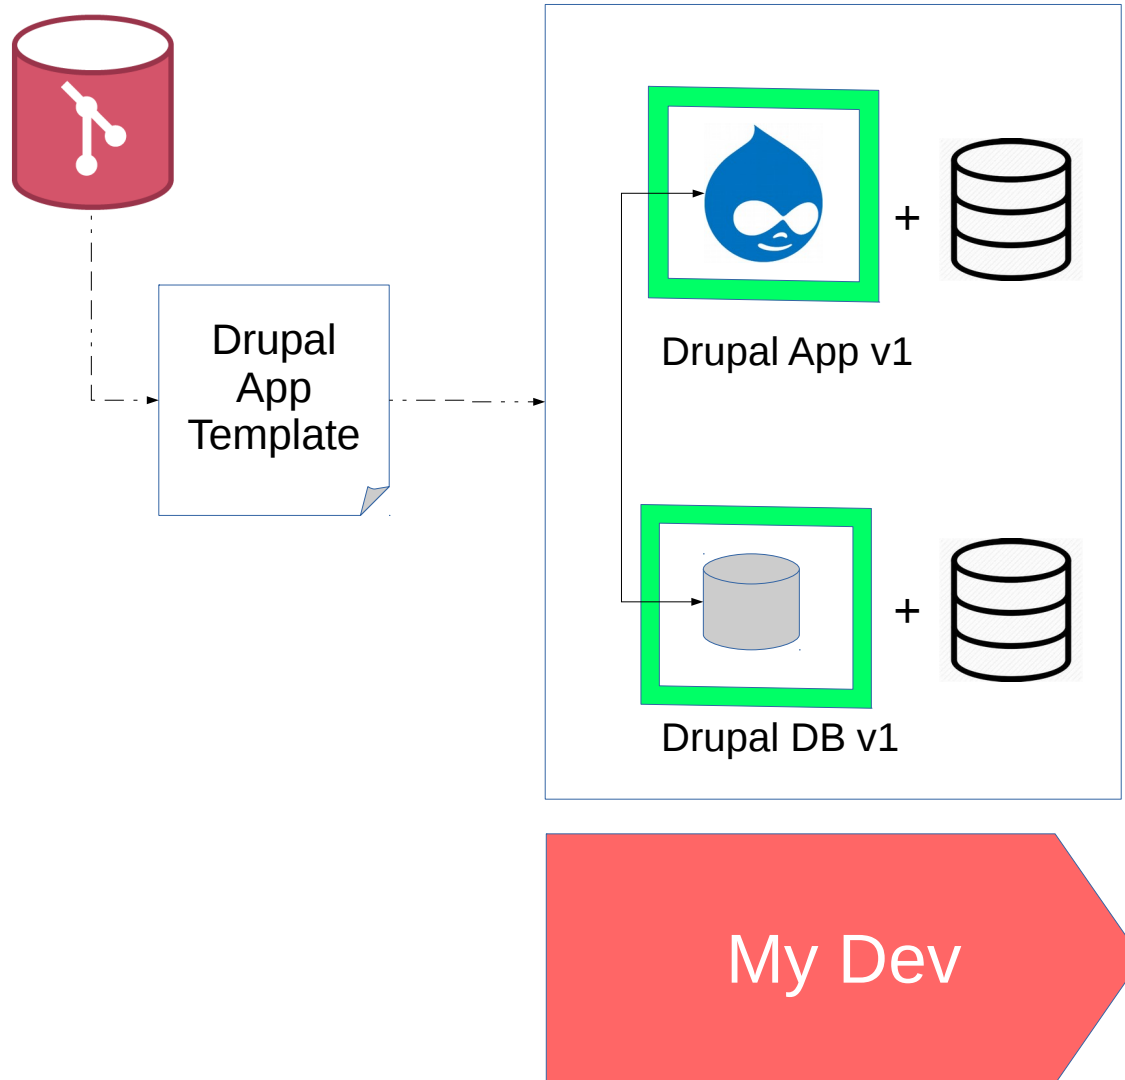 Drupal
App
Template
+
Drupal App v1
+
Drupal DB v1
My Dev